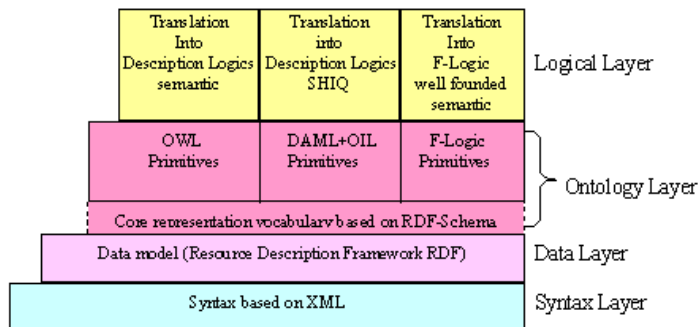 Translation
Into
Description Logics
semantic
Translation
into
Description Logics
SHIQ
Translation
Into
F-Logic
well founded
semantic
Logical Layer
OWL
Primitives
DAML+OIL
Primitives
F-Logic
Primitives
Ontology Layer
Core representation vocabulary based on RDF-Schema
Data model (Resource Description Framework RDF)
Data Layer
Syntax based on XML
Syntax Layer